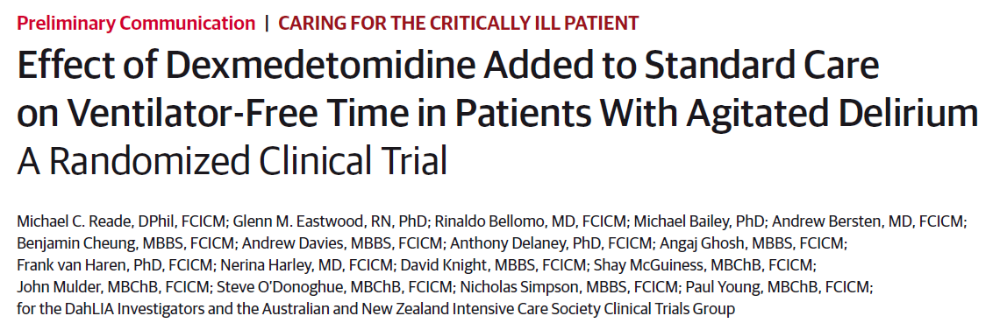 Preliminary Communication | CARING FOR THE CRITICALLY ILL PATIENT
Effect of Dexmedetomidine Added to Standard Care
on Ventilator-Free Time in Patients With Agitated Delirium
A Randomized Clinical Trial
Michael C. Reade, DPhil, FCICM; Glenn M. Eastwood, RN, PhD; Rinaldo Bellomo, MD, FCICM; Michael Bailey, PhD; Andrew Bersten, MD, FCICM;
Benjamin Cheung, MBBS, FCICM; Andrew Davies, MBBS, FCICM; Anthony Delaney, PhD, FCICM; Angaj Ghosh, MBBS, FCICM;
Frank van Haren, PhD, FCICM; Nerina Harley, MD, FCICM; David Knight, MBBS, FCICM; Shay McGuiness, MBChB, FCICM;
John Mulder, MBChB, FCICM; Steve O'Donoghue, MBChB, FCICM; Nicholas Simpson, MBBS, FCICM; Paul Young, MBChB, FCICM;
for the DahLIA Investigators and the Australian and New Zealand Intensive Care Society Clinical Trials Group